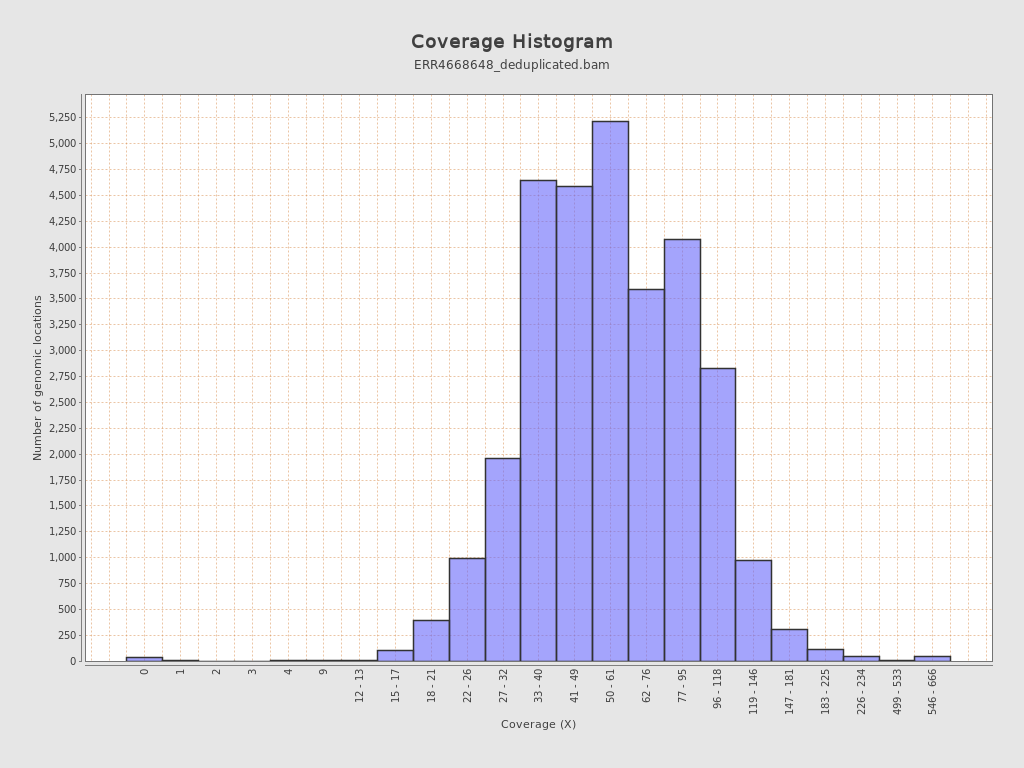 Coverage Histogram
ERR4668648_deduplicated.bam
Number of genomic locations
5,250
5,000
4,750
4,500
4,250
4,000
3,750
3,500
3,250
3,000
2,750
2,500
2,250
2,000
1,750
1,500
1,250
1,000
750
500
250
0
0
1
2
3
4
9
12 - 13
15 - 17
18 - 21
22 - 26
27 - 32
33 - 40
41 - 49
50 - 61
62 - 76
77 - 95
96 - 118
119 - 146
147 - 181
183 - 225
226 - 234
499 - 533
546 - 666
Coverage (X)